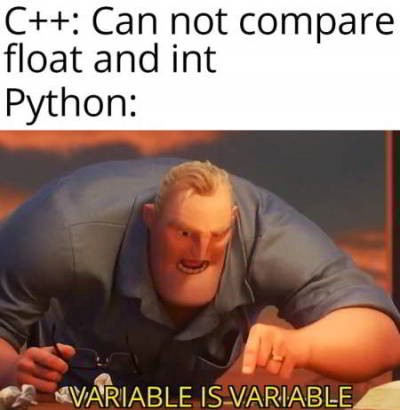 C++: Can not compare
float and int
Python:
VARIABLE IS VARIABLE